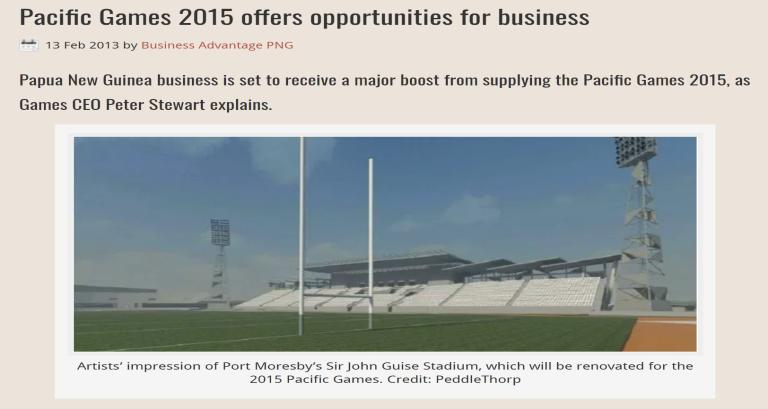 Pacific Games 2015 offers opportunities for business
13 Feb 2013 by Business Advantage PNG
Papua New Guinea business is set to receive a major boost from supplying the Pacific Games 2015, as
Games CEO Peter Stewart explains.
Artists’ impression of Port Moresby’s Sir John Guise Stadium, which will be renovated for the
2015 Pacific Games. Credit: PeddleThorp